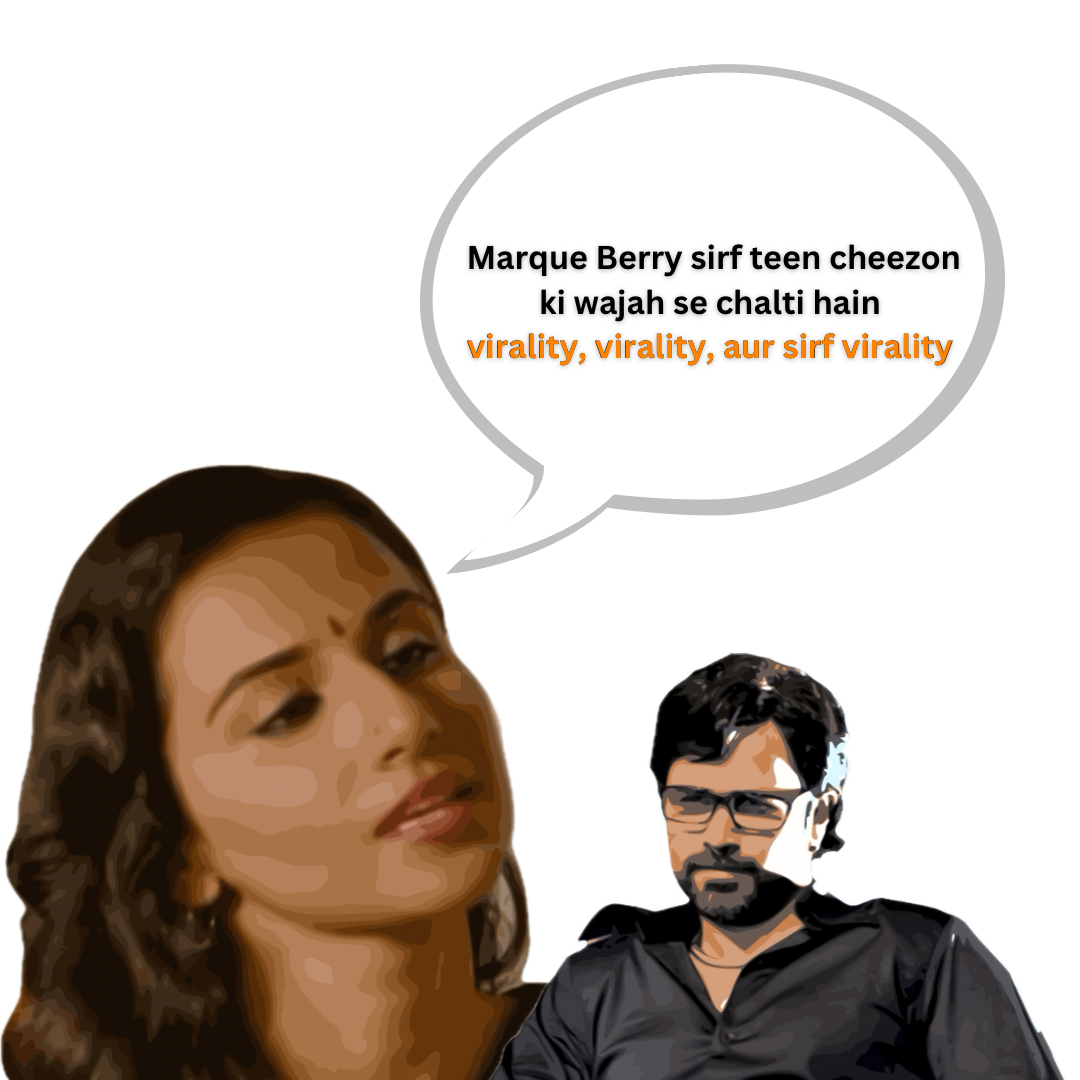 Marque Berry sirf teen cheezon
ki wajah se chalti hain
virality, virality, aur sirf virality